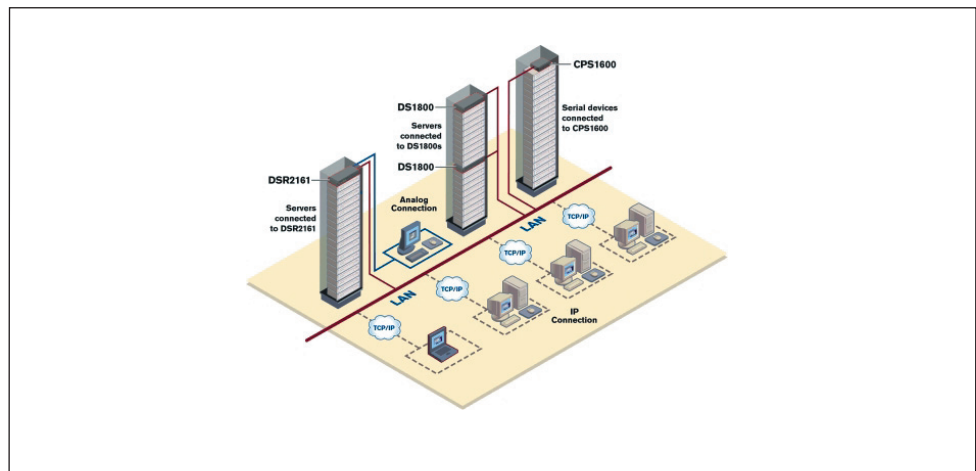 CPS1600
Serial devices
connected
to CPS1600
DS1800
Servers
connected
to DS1800s
DS1800
DSR2161
Servers
connected
to DSR2161
Analog
Connection
LAN
TCP/IP
TCP/IP
TCP/IP
LAN
TCP/IP
IP
Connection